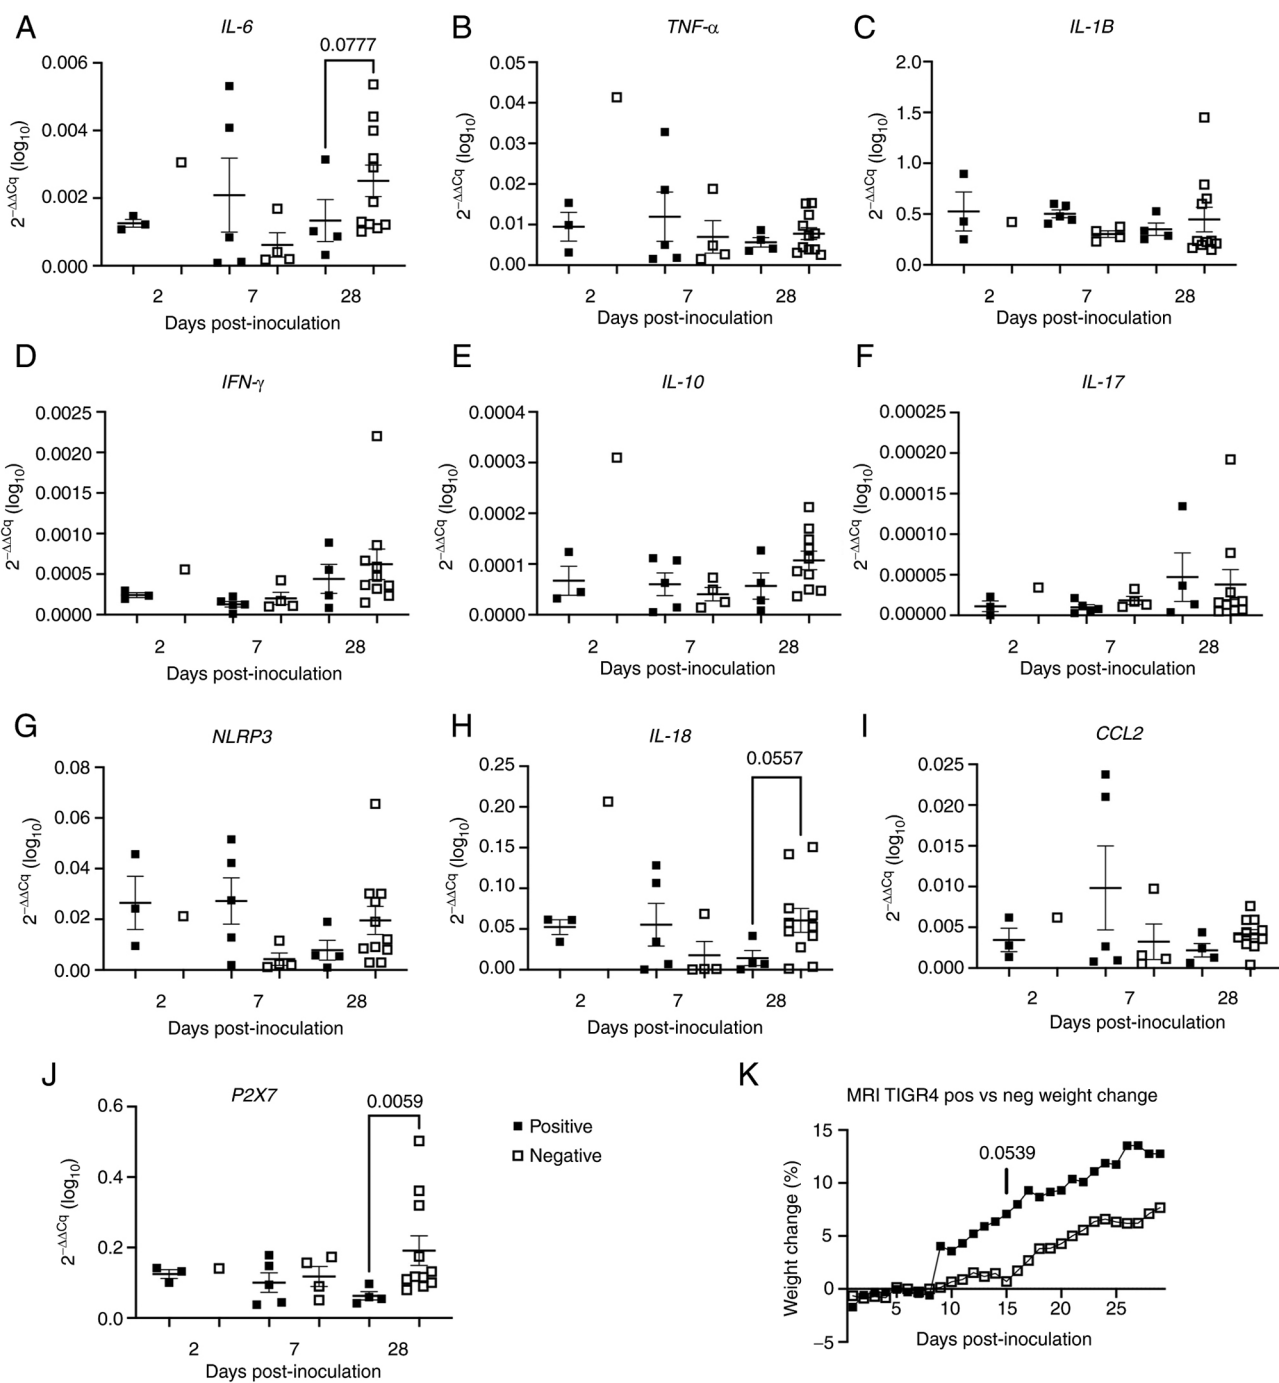 A
IL-6
0.0777
0.006
0.004
0.002
0.000
2−ΔΔCq (log10)
2
7
28
Days post-inoculation
B
TNF-α
0.05
0.04
0.03
0.02
0.01
0.00
2−ΔΔCq (log10)
2
7
28
Days post-inoculation
C
IL-1B
2.0
1.5
1.0
0.5
0.0
2−ΔΔCq (log10)
2
7
28
Days post-inoculation
D
IFN-γ
0.0025
0.0020
0.0015
0.0010
0.0005
0.0000
2−ΔΔCq (log10)
2
7
28
Days post-inoculation
E
IL-10
0.0004
0.0003
0.0002
0.0001
0.0000
2−ΔΔCq (log10)
2
7
28
Days post-inoculation
F
IL-17
0.00025
0.00020
0.00015
0.00010
0.00005
0.00000
2−ΔΔCq (log10)
2
7
28
Days post-inoculation
G
NLRP3
0.08
0.06
0.04
0.02
0.00
2−ΔΔCq (log10)
2
7
28
Days post-inoculation
H
IL-18
0.0557
0.25
0.20
0.15
0.10
0.05
0.00
2−ΔΔCq (log10)
2
7
28
Days post-inoculation
I
CCL2
0.025
0.020
0.015
0.010
0.005
0.000
2−ΔΔCq (log10)
2
7
28
Days post-inoculation
J
P2X7
0.0059
0.6
0.4
0.2
0.0
2−ΔΔCq (log10)
2
7
28
Days post-inoculation
Positive
Negative
K
MRI TIGR4 pos vs neg weight change
15
10
5
0
−5
Weight change (%)
0.0539
5
10
15
20
25
Days post-inoculation